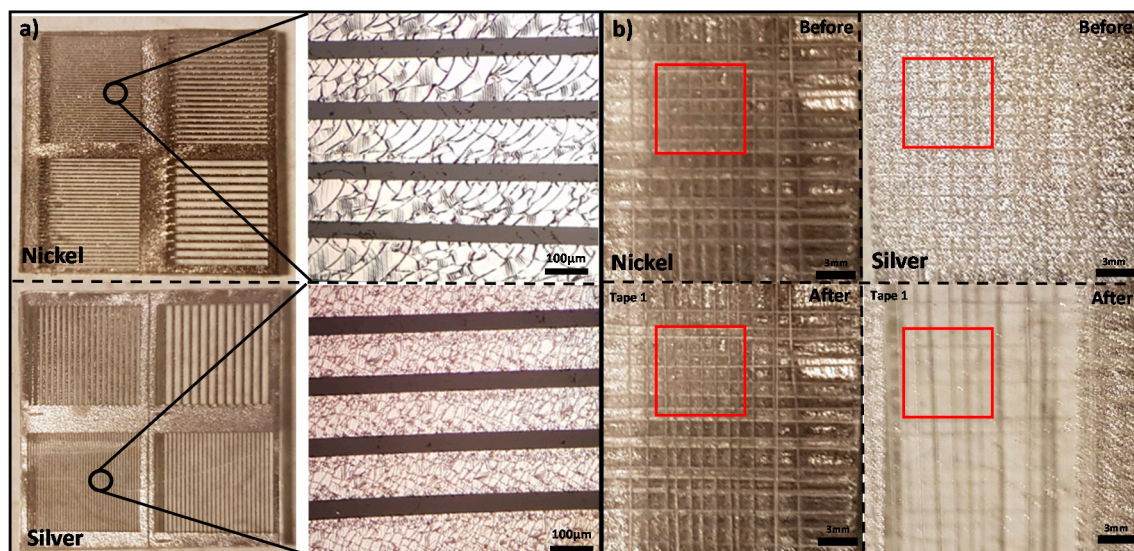 a)
Nickel
100µm
Silver
100µm
b)
Before
Nickel
3mm
Before
Silver
3mm
Tape 1
After
3mm
Tape 1
After
3mm